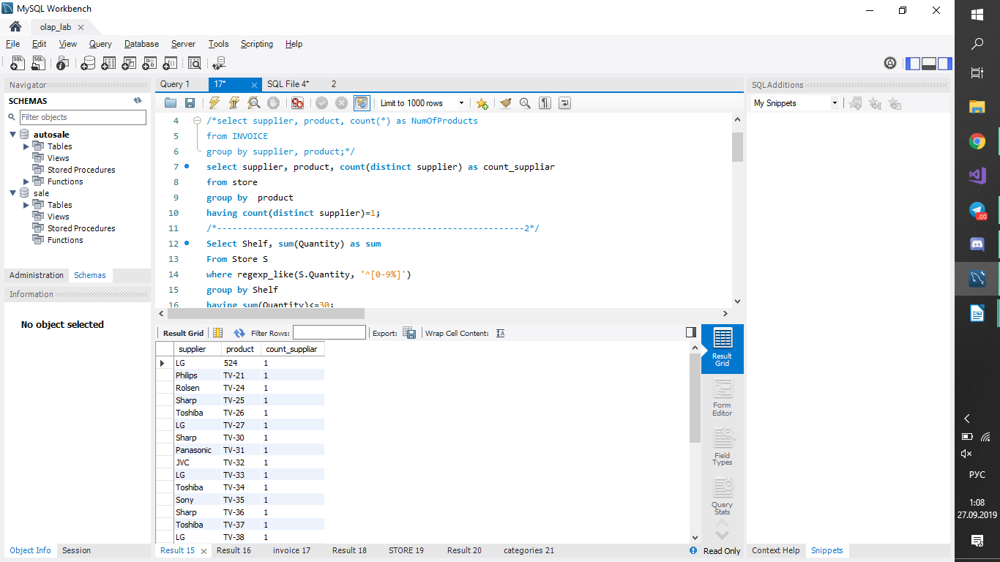 MySQL Workbench
olap_lab
File Edit View Query Database Server Tools Scripting Help
Navigator
SCHEMAS
Filter objects
autosale
Tables
Views
Stored Procedures
Functions
sale
Tables
Views
Stored Procedures
Functions
Administration Schemas
Information
No object selected
Object Info Session
Query 1 17* SQL File 4* 2
Limit to 1000 rows
4 /*select supplier, product, count(*) as NumOfProducts
5 from INVOICE
6 group by supplier, product;*/
7 select supplier, product, count(distinct supplier) as count_suppliar
8 from store
9 group by  product
10 having count(distinct supplier)=1;
11 /*------------------------------------------------------------2*/
12 Select Shelf, sum(Quantity) as sum
13 From Store S
14 where regexp_like(S.Quantity, '^[0-9%]')
15 group by Shelf
16 having sum(Quantity)<=30;
Result Grid Filter Rows: Export: Wrap Cell Content:
supplier product count_suppliar
LG 524 1
Philips TV-21 1
Rolsen TV-24 1
Sharp TV-25 1
Toshiba TV-26 1
LG TV-27 1
Sharp TV-30 1
Panasonic TV-31 1
JVC TV-32 1
LG TV-33 1
Toshiba TV-34 1
Sony TV-35 1
Sharp TV-36 1
Toshiba TV-37 1
LG TV-38 1
Result Grid
Form Editor
Field Types
Query Stats
Result 15 Result 16 invoice 17 Result 18 STORE 19 Result 20 categories 21
Read Only
SQLAdditions
My Snippets
Context Help Snippets
.00
РУС
1:08
27.09.2019